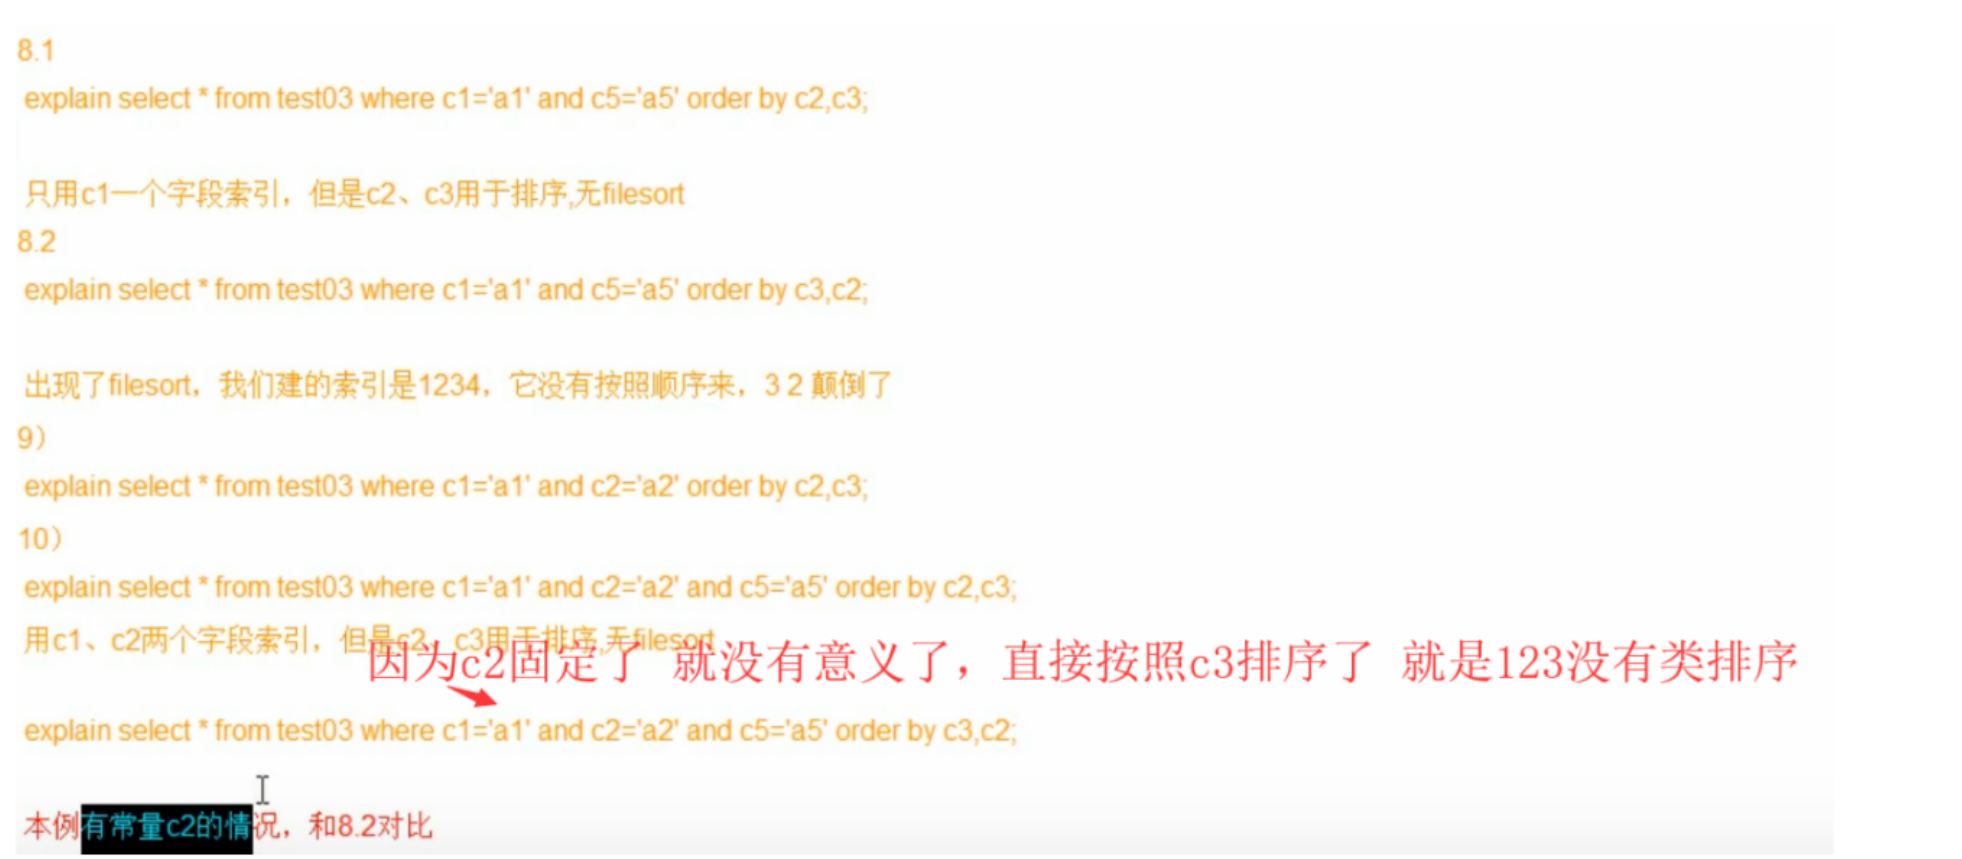 8.1
explain select * from test03 where c1='a1' and c5='a5' order by c2,c3;
只用c1一个字段索引，但是c2、c3用于排序,无filesort
8.2
explain select * from test03 where c1='a1' and c5='a5' order by c3,c2;
出现了filesort，我们建的索引是1234，它没有按照顺序来，3 2 颠倒了
9）
explain select * from test03 where c1='a1' and c2='a2' order by c2,c3;
10）
explain select * from test03 where c1='a1' and c2='a2' and c5='a5' order by c2,c3;
用c1、c2两个字段索引，但是c2、c3用于排序,无filesort
因为c2固定了 就没有意义了，直接按照c3排序了 就是123没有类排序
explain select * from test03 where c1='a1' and c2='a2' and c5='a5' order by c3,c2;
本例有常量c2的情况，和8.2对比